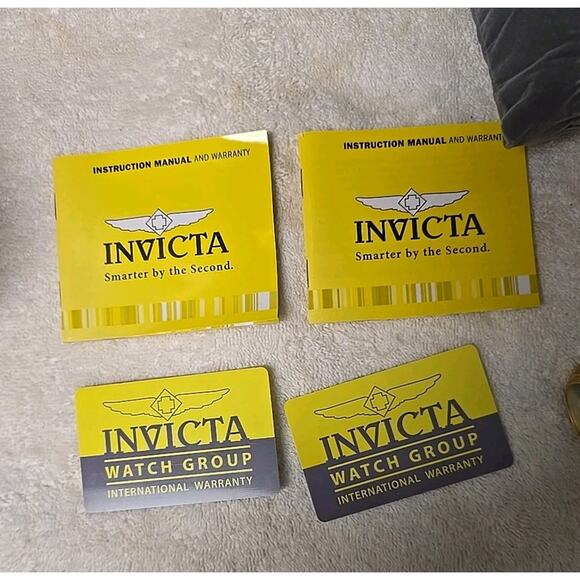 INSTRUCTION MANUAL AND WARRANTY
INVICTA
Smarter by the Second.
INSTRUCTION MANUAL AND WARRANTY
INVICTA
Smarter by the Second.
INVICTA
WATCH GROUP
INTERNATIONAL WARRANTY
INVICTA
WATCH GROUP
INTERNATIONAL WARRANTY